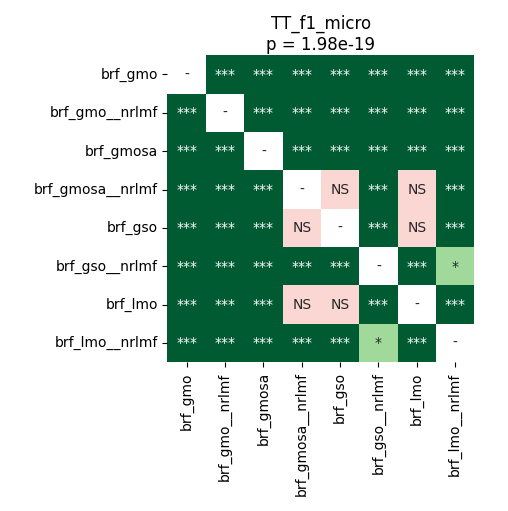 TT_f1_micro
p = 1.98e-19
brf_gmo - *** *** *** *** *** *** ***
brf_gmo__nrlmf *** - *** *** *** *** *** ***
brf_gmosa *** *** - *** *** *** *** ***
brf_gmosa__nrlmf *** *** *** - NS *** NS ***
brf_gso *** *** *** NS - *** NS ***
brf_gso__nrlmf *** *** *** *** *** - *** *
brf_lmo *** *** *** NS NS *** - ***
brf_lmo__nrlmf *** *** *** *** *** * *** -
brf_gmo
brf_gmo__nrlmf
brf_gmosa
brf_gmosa__nrlmf
brf_gso
brf_gso__nrlmf
brf_lmo
brf_lmo__nrlmf